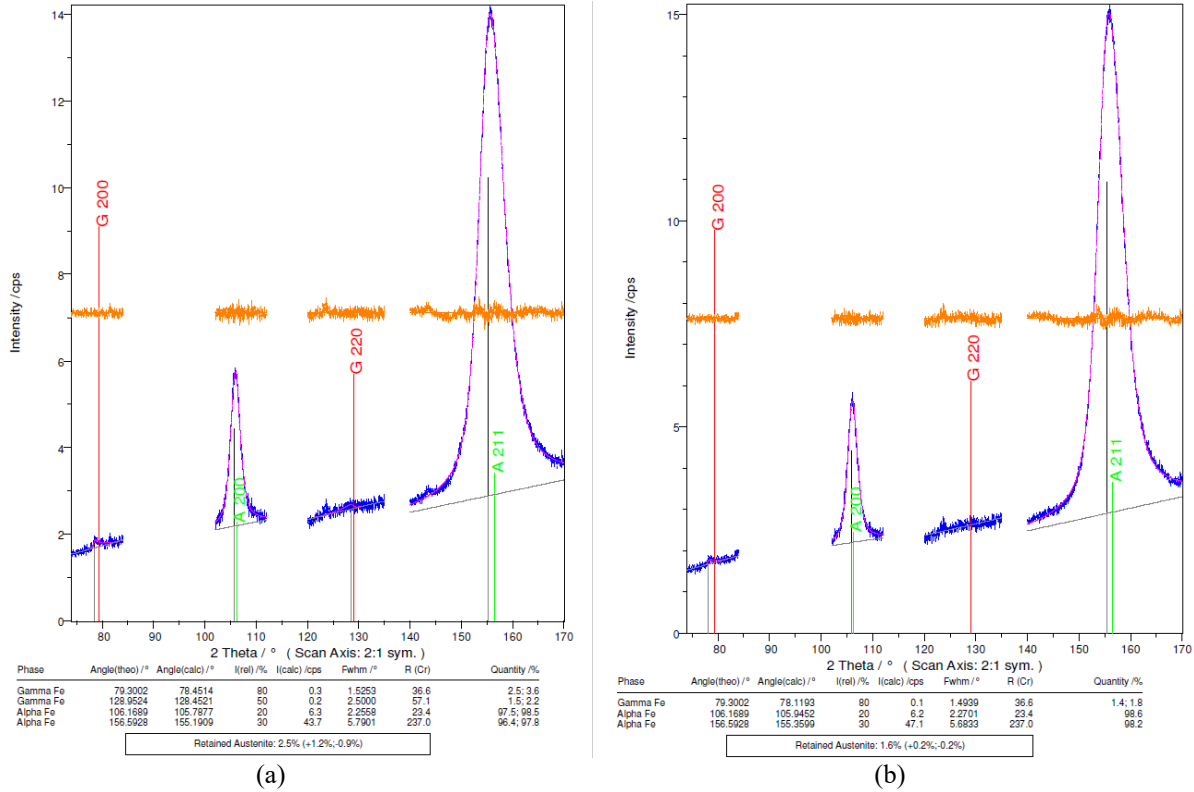 14
12
10
8
6
4
2
0
Intensity /cps
G 200
A 200
G 220
A 211
80 90 100 110 120 130 140 150 160 170
2 Theta / ° ( Scan Axis: 2:1 sym. )
Phase Angle(theo) /° Angle(calc) /° I(rel) /% I(calc) /cps Fwhm /° R (Cr) Quantity /%
Gamma Fe 79.3002 78.4514 80 0.3 1.5253 36.6 2.5; 3.6
Gamma Fe 128.9524 128.4521 50 0.2 2.5000 57.1 1.5; 2.2
Alpha Fe 106.1689 105.7877 20 6.3 2.2558 23.4 97.5; 98.5
Alpha Fe 156.5928 155.1909 30 43.7 5.7901 237.0 96.4; 97.8
Retained Austenite: 2.5% (+1.2%;-0.9%)
(a)
15
10
5
0
Intensity /cps
G 200
A 200
G 220
A 211
80 90 100 110 120 130 140 150 160 170
2 Theta / ° ( Scan Axis: 2:1 sym. )
Phase Angle(theo) /° Angle(calc) /° I(rel) /% I(calc) /cps Fwhm /° R (Cr) Quantity /%
Gamma Fe 79.3002 78.1193 80 0.1 1.4939 36.6 1.4; 1.8
Alpha Fe 106.1689 105.9452 20 6.2 2.2701 23.4 98.6
Alpha Fe 156.5928 155.3599 30 47.1 5.6833 237.0 98.2
Retained Austenite: 1.6% (+0.2%;-0.2%)
(b)